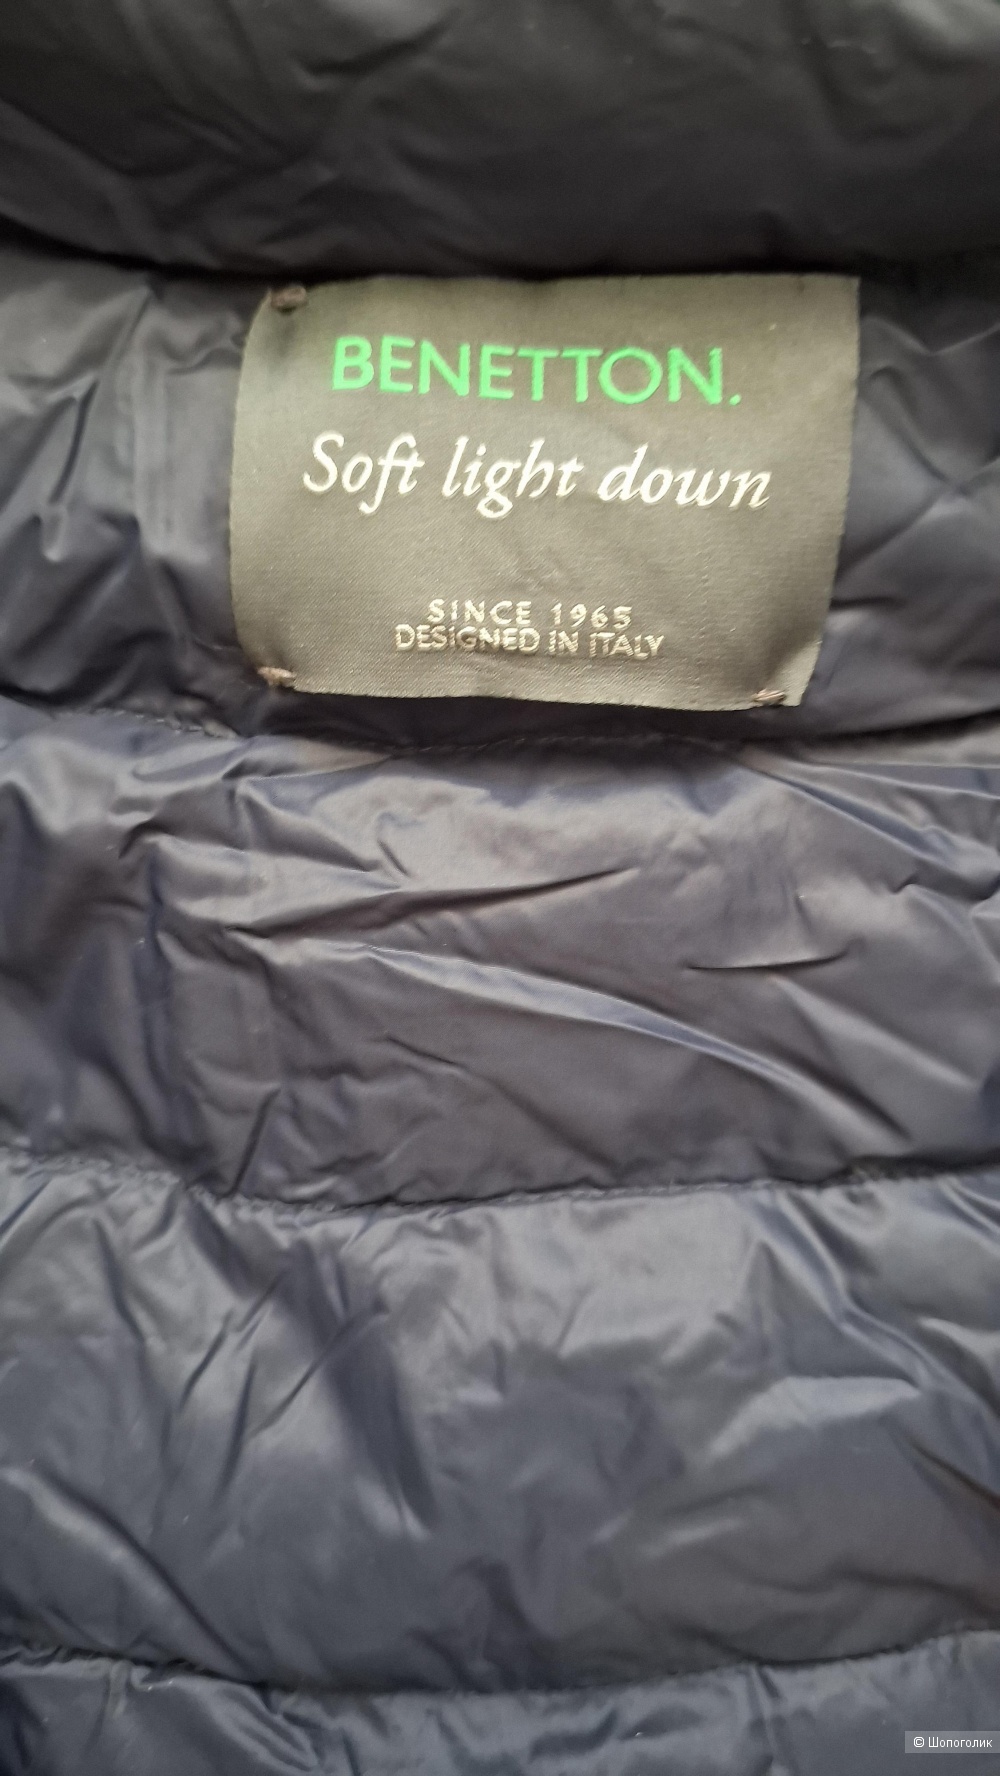 BENETTON.
Soft light down
SINCE 1965
DESIGNED IN ITALY
© Шопоголик